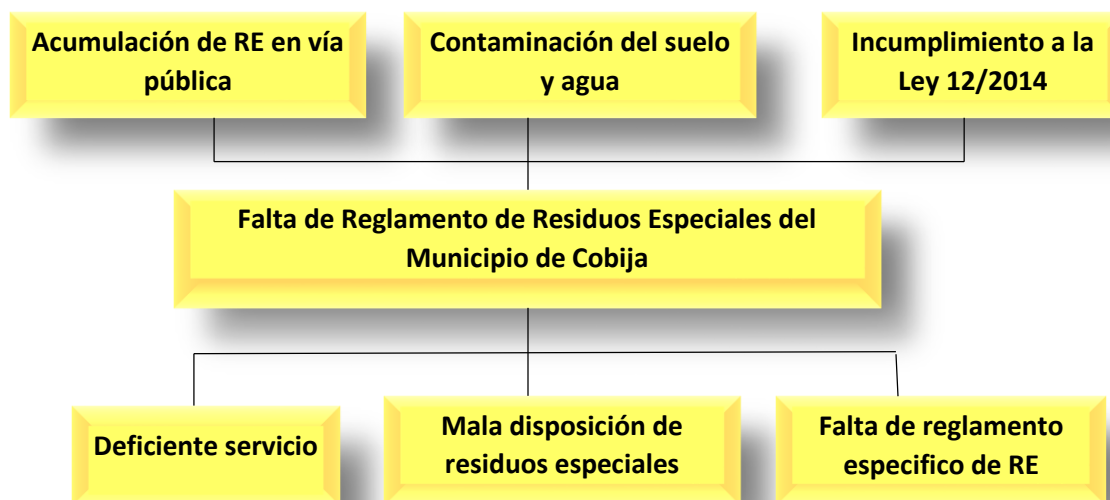 Acumulación de RE en vía
pública
Contaminación del suelo
y agua
Incumplimiento a la
Ley 12/2014
Falta de Reglamento de Residuos Especiales del
Municipio de Cobija
Deficiente servicio
Mala disposición de
residuos especiales
Falta de reglamento
especifico de RE